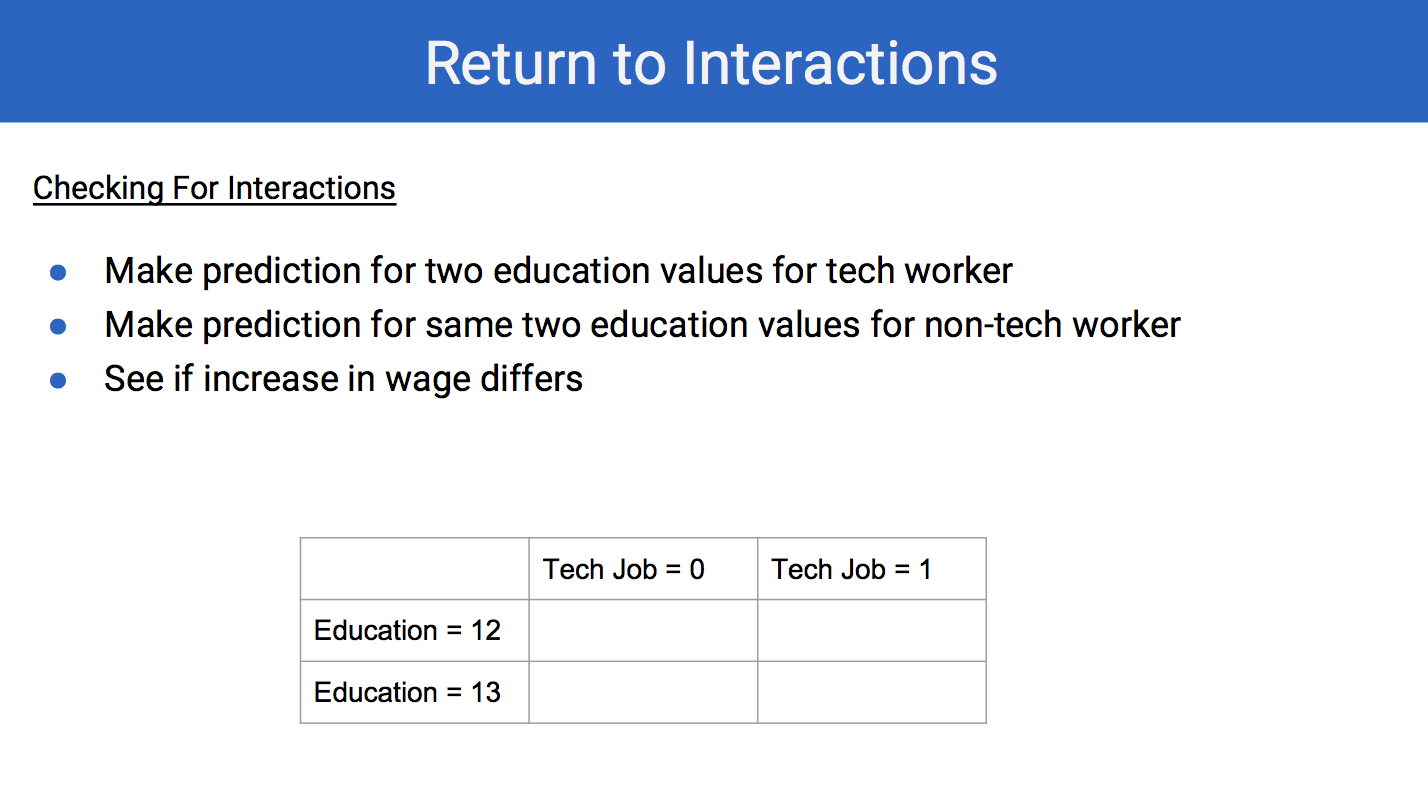 Return to Interactions
Checking For Interactions
● Make prediction for two education values for tech worker
● Make prediction for same two education values for non-tech worker
● See if increase in wage differs
Tech Job = 0 Tech Job = 1
Education = 12
Education = 13